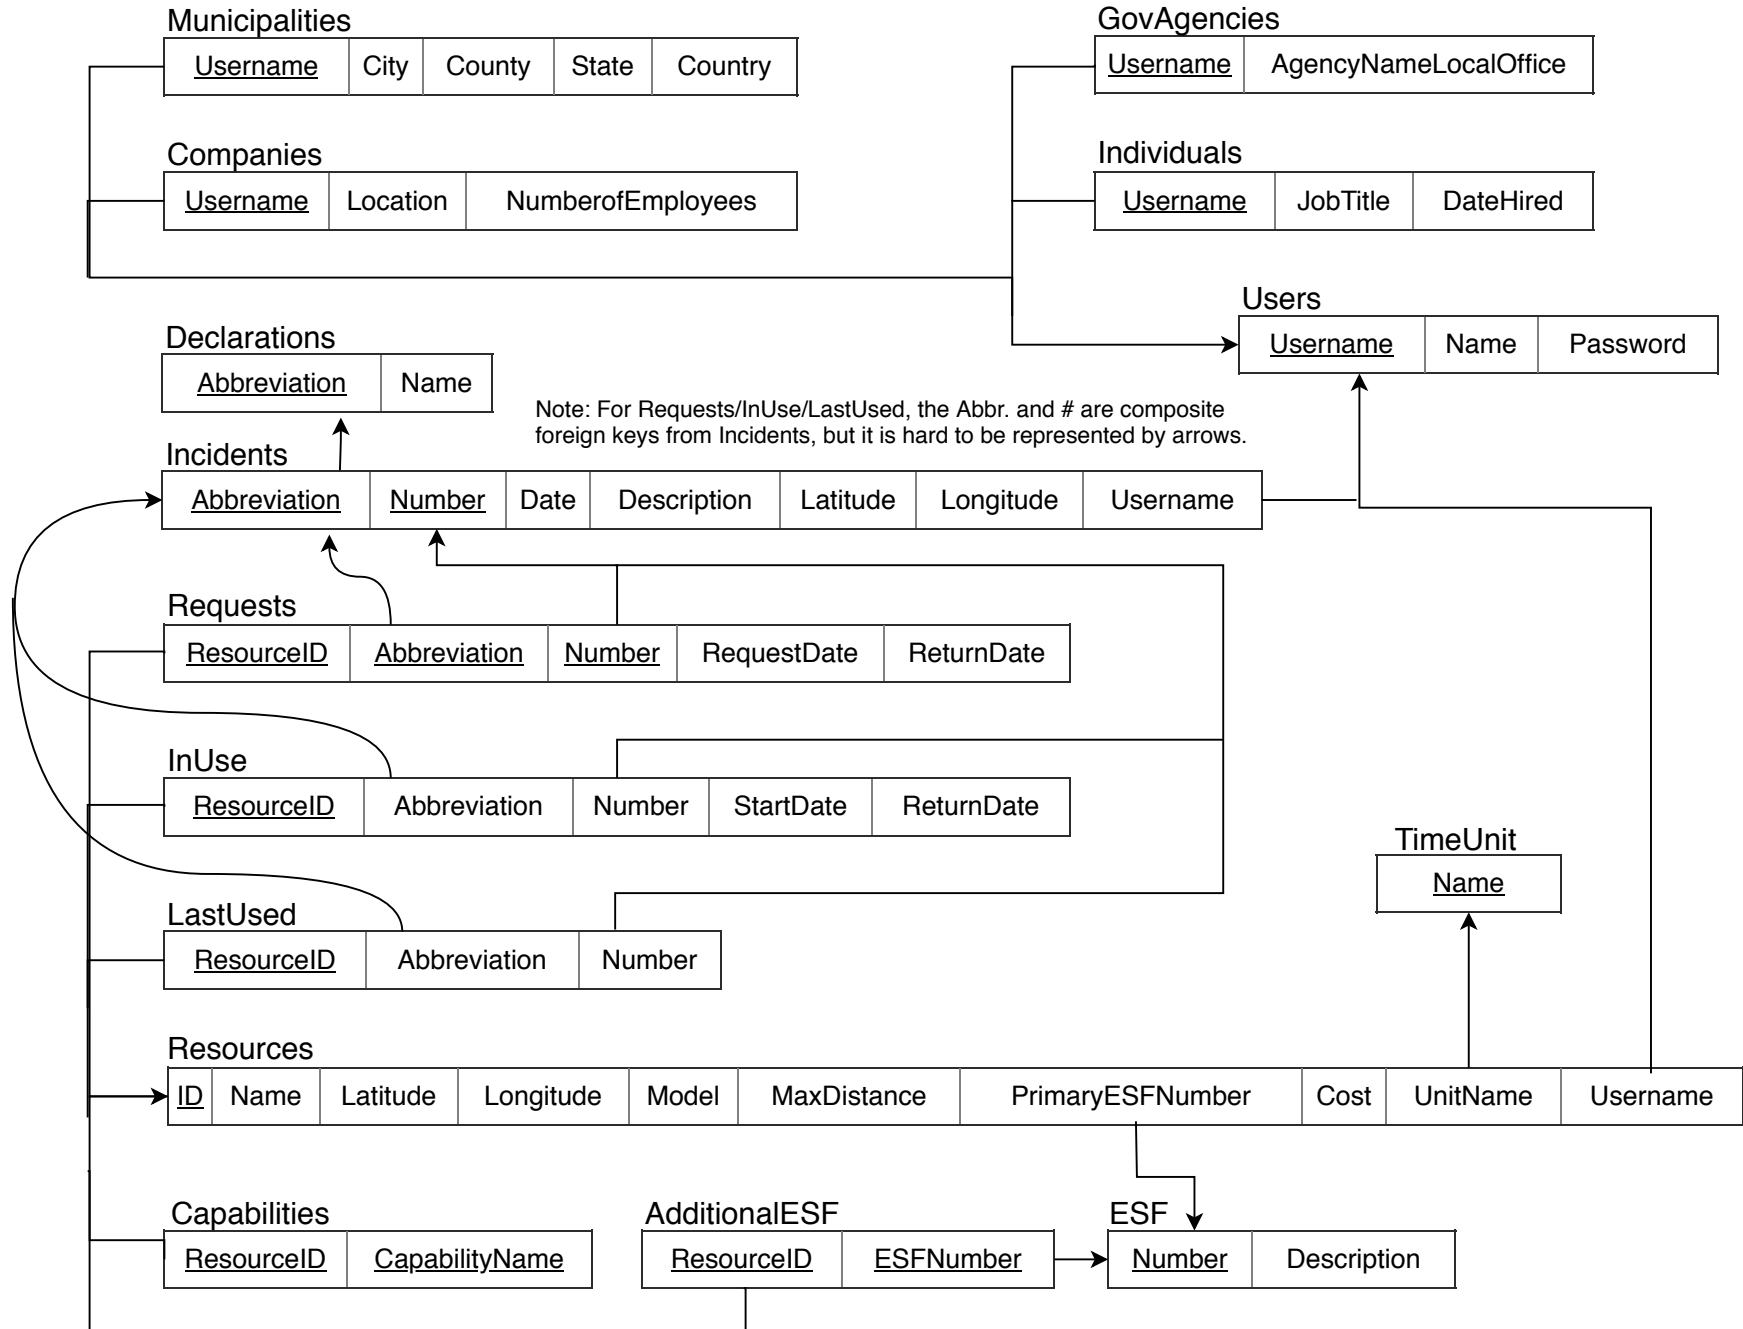 Municipalities
Username City County State Country
GovAgencies
Username AgencyNameLocalOffice
Companies
Username Location NumberofEmployees
Individuals
Username JobTitle DateHired
Users
Username Name Password
Declarations
Abbreviation Name
Note: For Requests/InUse/LastUsed, the Abbr. and # are composite
foreign keys from Incidents, but it is hard to be represented by arrows.
Incidents
Abbreviation Number Date Description Latitude Longitude Username
Requests
ResourceID Abbreviation Number RequestDate ReturnDate
InUse
ResourceID Abbreviation Number StartDate ReturnDate
TimeUnit
Name
LastUsed
ResourceID Abbreviation Number
Resources
ID Name Latitude Longitude Model MaxDistance PrimaryESFNumber Cost UnitName Username
Capabilities
ResourceID CapabilityName
AdditionalESF
ResourceID ESFNumber
ESF
Number Description